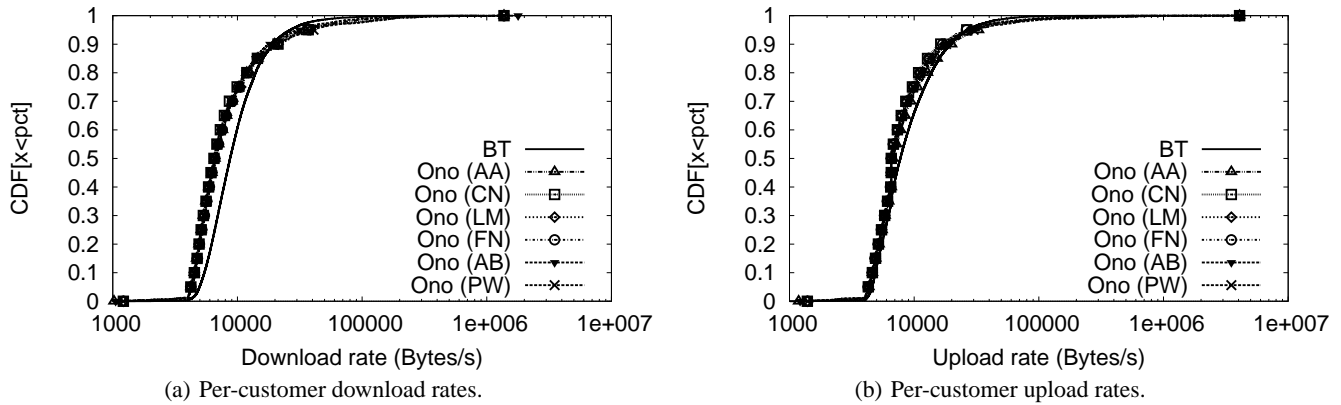 1
0.9
0.8
0.7
0.6
0.5
0.4
0.3
0.2
0.1
0
CDF[x<pct]
BT
Ono (AA)
Ono (CN)
Ono (LM)
Ono (FN)
Ono (AB)
Ono (PW)
1000 10000 100000 1e+06 1e+07
Download rate (Bytes/s)
(a) Per-customer download rates.
1
0.9
0.8
0.7
0.6
0.5
0.4
0.3
0.2
0.1
0
CDF[x<pct]
BT
Ono (AA)
Ono (CN)
Ono (LM)
Ono (FN)
Ono (AB)
Ono (PW)
1000 10000 100000 1e+06 1e+07
Upload rate (Bytes/s)
(b) Per-customer upload rates.